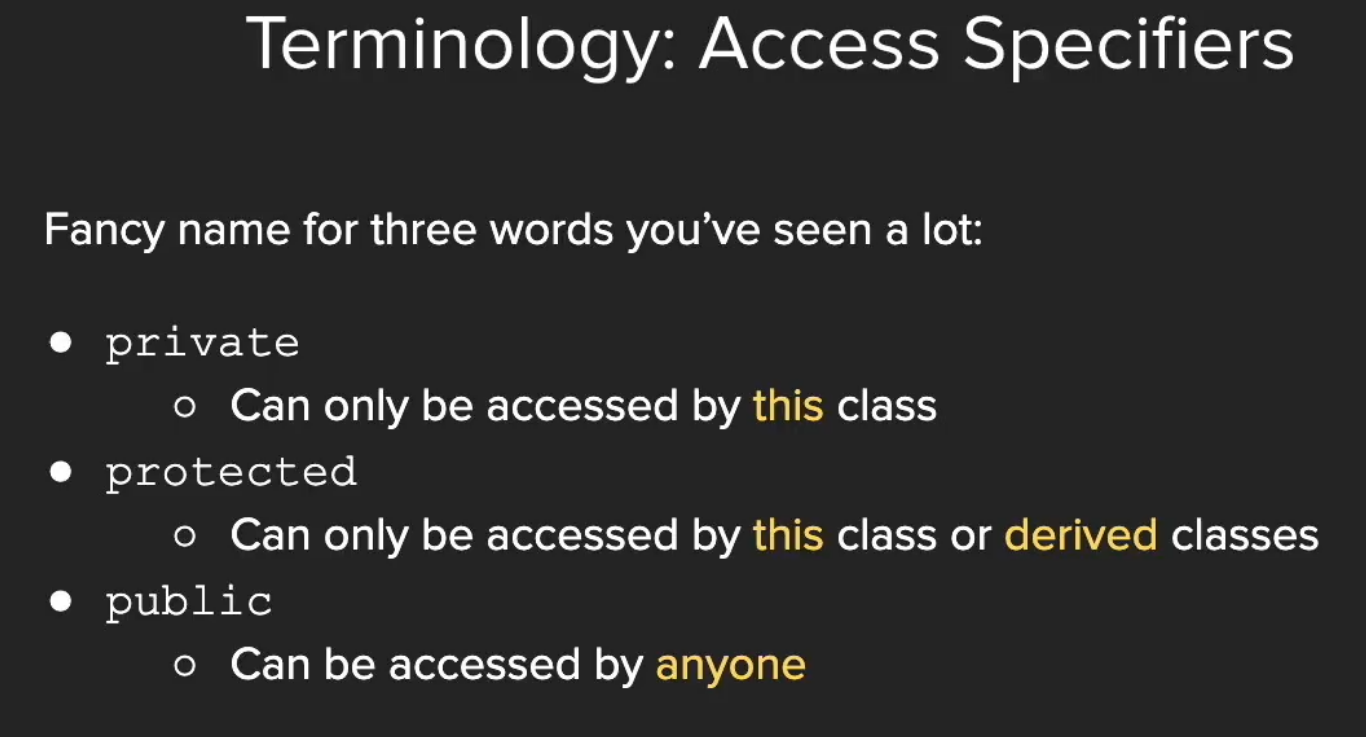 Terminology: Access Specifiers
Fancy name for three words you’ve seen a lot:
● private
○ Can only be accessed by this class
● protected
○ Can only be accessed by this class or derived classes
● public
○ Can be accessed by anyone